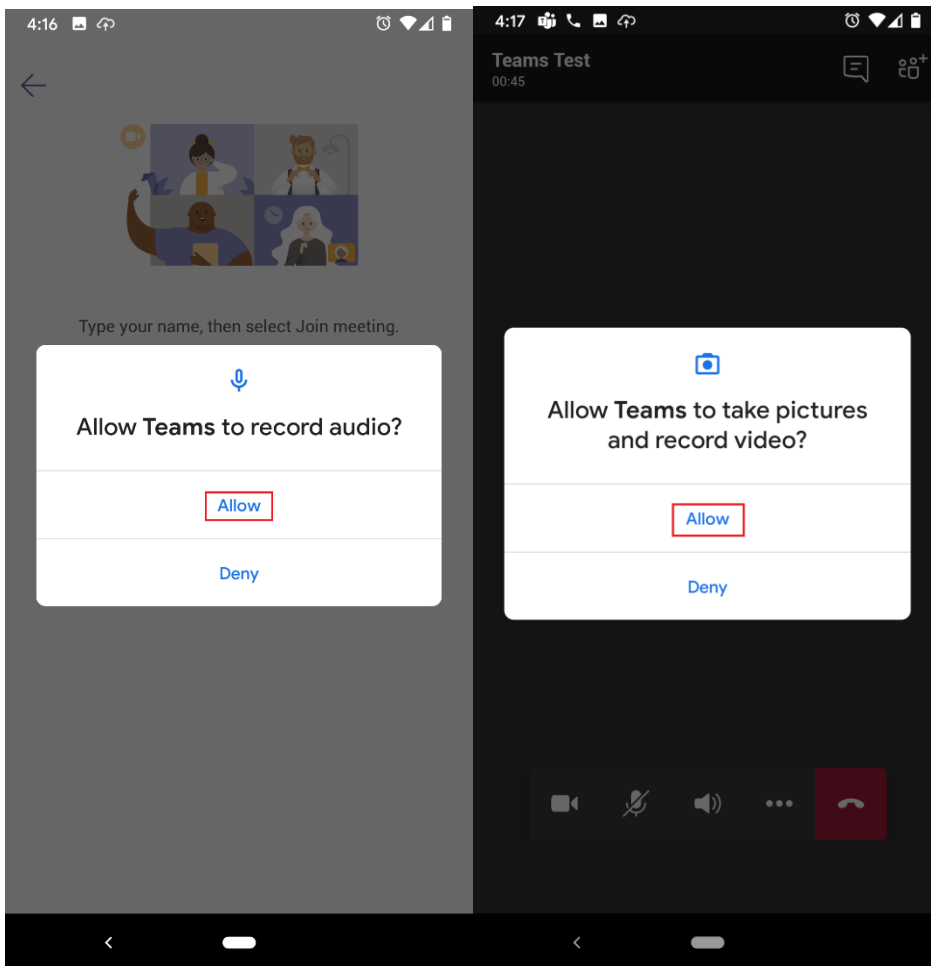 4:16
Type your name, then select Join meeting.
Allow Teams to record audio?
Allow
Deny
4:17
Teams Test
00:45
Allow Teams to take pictures
and record video?
Allow
Deny